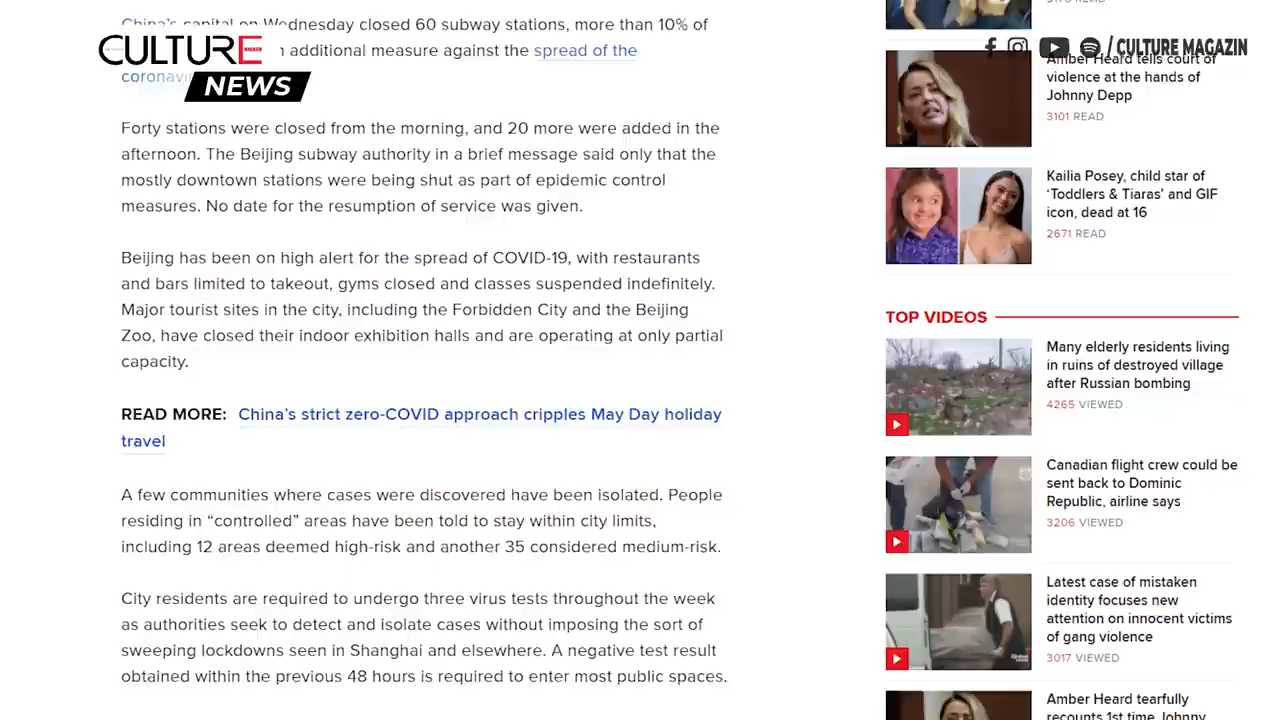 China's capital on Wednesday closed 60 subway stations, more than 10% of
n additional measure against the spread of the
coronavi
CULTURE
NEWS
/ CULTURE MAGAZIN
Forty stations were closed from the morning, and 20 more were added in the
afternoon. The Beijing subway authority in a brief message said only that the
mostly downtown stations were being shut as part of epidemic control
measures. No date for the resumption of service was given.
Beijing has been on high alert for the spread of COVID-19, with restaurants
and bars limited to takeout, gyms closed and classes suspended indefinitely.
Major tourist sites in the city, including the Forbidden City and the Beijing
Zoo, have closed their indoor exhibition halls and are operating at only partial
capacity.
READ MORE: China's strict zero-COVID approach cripples May Day holiday
travel
A few communities where cases were discovered have been isolated. People
residing in “controlled” areas have been told to stay within city limits,
including 12 areas deemed high-risk and another 35 considered medium-risk.
City residents are required to undergo three virus tests throughout the week
as authorities seek to detect and isolate cases without imposing the sort of
sweeping lockdowns seen in Shanghai and elsewhere. A negative test result
obtained within the previous 48 hours is required to enter most public spaces.
Amber Heard tells court of
violence at the hands of
Johnny Depp
3101 READ
Kailia Posey, child star of
‘Toddlers & Tiaras’ and GIF
icon, dead at 16
2671 READ
TOP VIDEOS
Many elderly residents living
in ruins of destroyed village
after Russian bombing
4265 VIEWED
Canadian flight crew could be
sent back to Dominic
Republic, airline says
3206 VIEWED
Latest case of mistaken
identity focuses new
attention on innocent victims
of gang violence
3017 VIEWED
Amber Heard tearfully
recounts 1st time Johnny